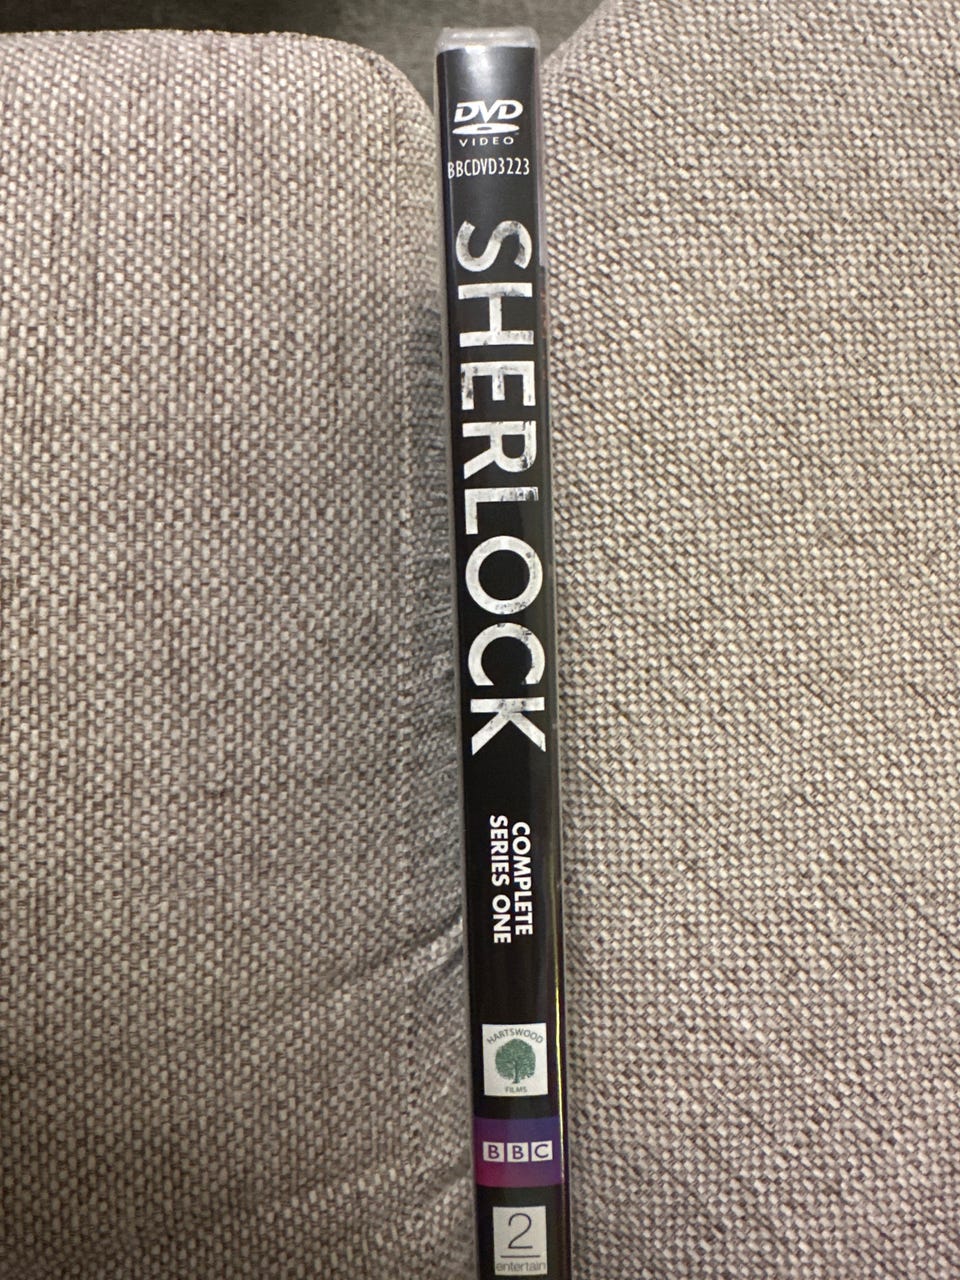 DVD
VIDEO
BBCDVD3223
SHERLOCK
COMPLETE
SERIES ONE
HARTSWOOD
FILMS
BBC
2
entertain